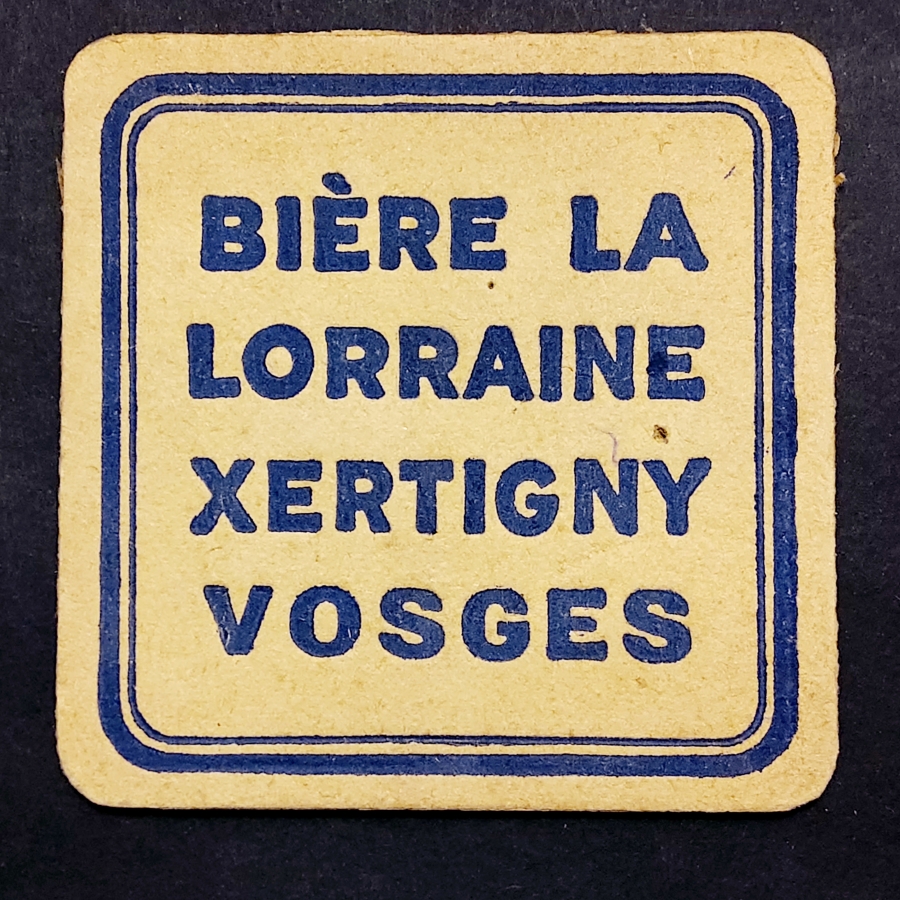 BIÈRE LA
LORRAINE
XERTIGNY
VOSGES